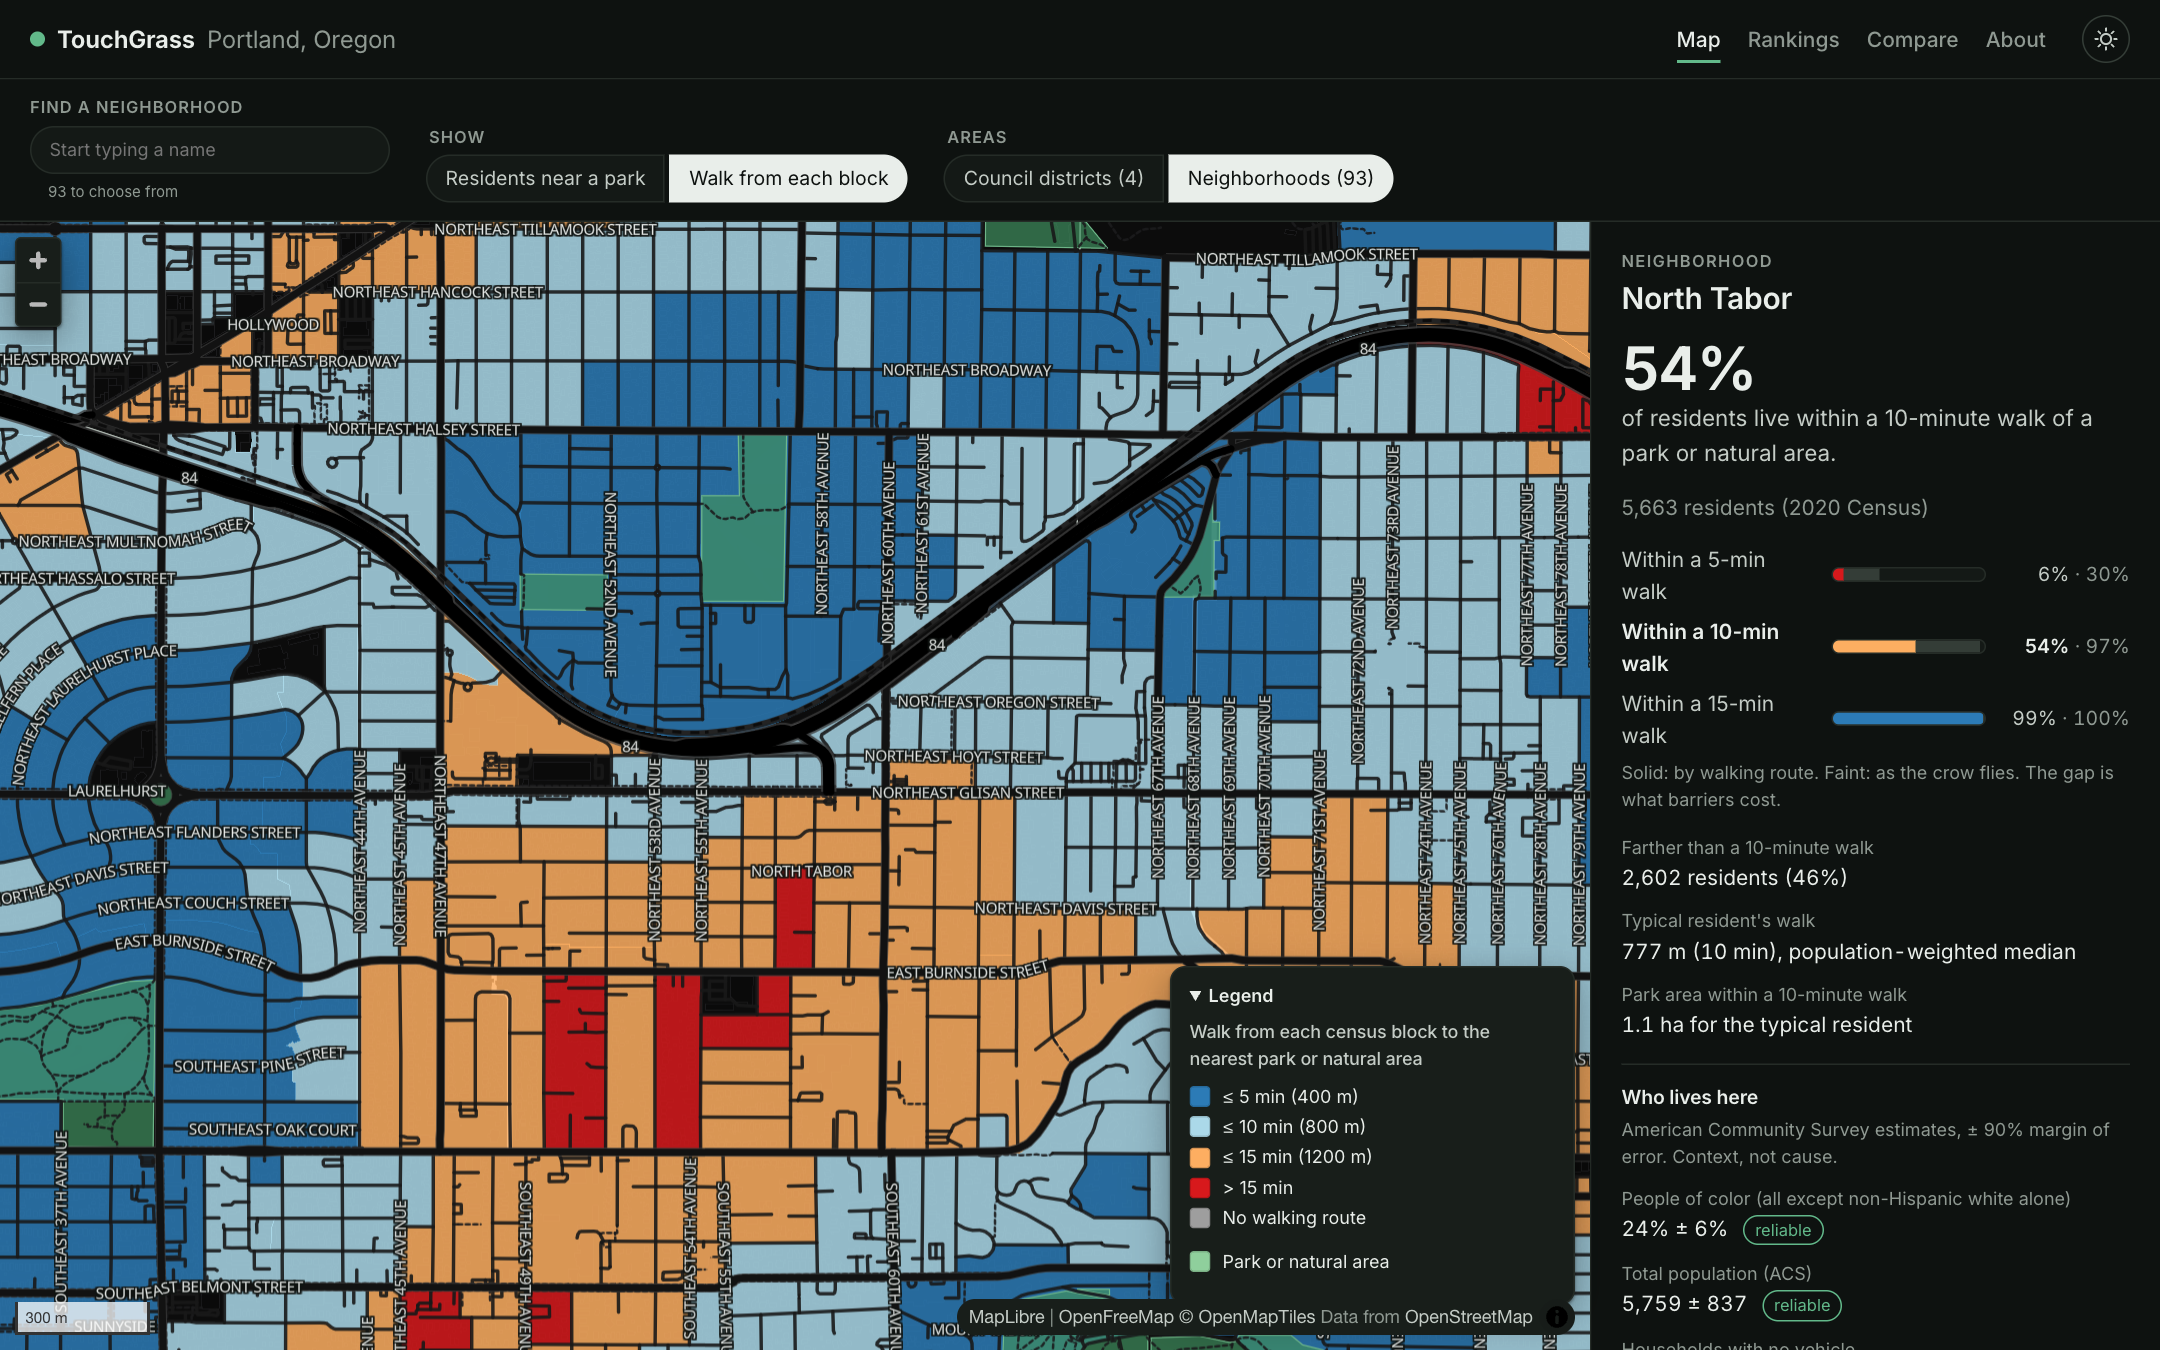 TouchGrass Portland, Oregon
Map Rankings Compare About
FIND A NEIGHBORHOOD
Start typing a name
93 to choose from
SHOW
Residents near a park Walk from each block
AREAS
Council districts (4) Neighborhoods (93)
+
−
NORTHEAST TILLAMOOK STREET
NORTHEAST TILLAMOOK STREET
NORTHEAST HANCOCK STREET
HOLLYWOOD
HEAST BROADWAY
NORTHEAST BROADWAY
NORTHEAST BROADWAY
84
NORTHEAST HALSEY STREET
84
NORTHEAST MULTNOMAH STREET
THEAST HASSALO STREET
NORTHEAST 52ND AVENUE
NORTHEAST 58TH AVENUE
NORTHEAST 60TH AVENUE
NORTHEAST 61ST AVENUE
NORTHEAST 73RD AVENUE
NORTHEAST 77TH AVENUE
NORTHEAST 78TH AVENUE
NORTHEAST 72ND AVENUE
84
NORTHEAST LAURELHURST PLACE
NORTHEAST OREGON STREET
84
NORTHEAST HOYT STREET
LAURELHURST
NORTHEAST GLISAN STREET
NORTHEAST FLANDERS STREET
NORTHEAST 44TH AVENUE
NORTHEAST 45TH AVENUE
NORTHEAST 47TH AVENUE
NORTHEAST 53RD AVENUE
NORTHEAST 55TH AVENUE
NORTHEAST 67TH AVENUE
NORTHEAST 68TH AVENUE
NORTHEAST 69TH AVENUE
NORTHEAST 70TH AVENUE
NORTHEAST 71ST AVENUE
NORTHEAST 74TH AVENUE
NORTHEAST 75TH AVENUE
NORTHEAST 76TH AVENUE
NORTHEAST 78TH AVENUE
NORTHEAST 79TH AVENUE
NORTH TABOR
ORTHEAST DAVIS STREET
NORTHEAST COUCH STREET
NORTHEAST DAVIS STREET
EAST BURNSIDE STREET
EAST BURNSIDE STREET
SOUTHEAST PINE STREET
SOUTHEAST OAK COURT
SOUTHEAST 37TH AVENUE
SOUTHEAST 54TH AVENUE
SOUTHEAST BELMONT STREET
SUNNYSIDE
300 m
Legend
Walk from each census block to the
nearest park or natural area
≤ 5 min (400 m)
≤ 10 min (800 m)
≤ 15 min (1200 m)
> 15 min
No walking route
Park or natural area
MapLibre | OpenFreeMap © OpenMapTiles Data from OpenStreetMap
NEIGHBORHOOD
North Tabor
54%
of residents live within a 10-minute walk of a
park or natural area.
5,663 residents (2020 Census)
Within a 5-min
walk
6% · 30%
Within a 10-min
walk
54% · 97%
Within a 15-min
walk
99% · 100%
Solid: by walking route. Faint: as the crow flies. The gap is
what barriers cost.
Farther than a 10-minute walk
2,602 residents (46%)
Typical resident's walk
777 m (10 min), population-weighted median
Park area within a 10-minute walk
1.1 ha for the typical resident
Who lives here
American Community Survey estimates, ± 90% margin of
error. Context, not cause.
People of color (all except non-Hispanic white alone)
24% ± 6% reliable
Total population (ACS)
5,759 ± 837 reliable
Households with no vehicle